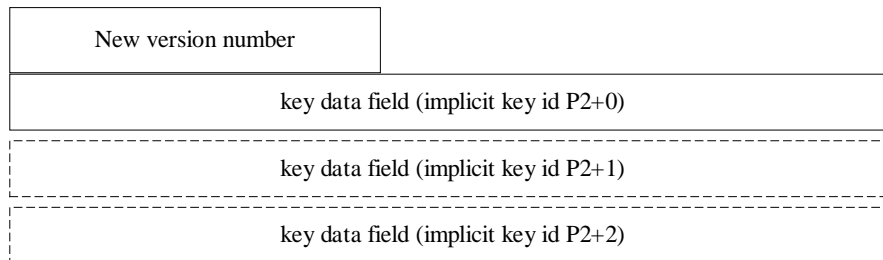 New version number
key data field (implicit key id P2+0)
key data field (implicit key id P2+1)
key data field (implicit key id P2+2)